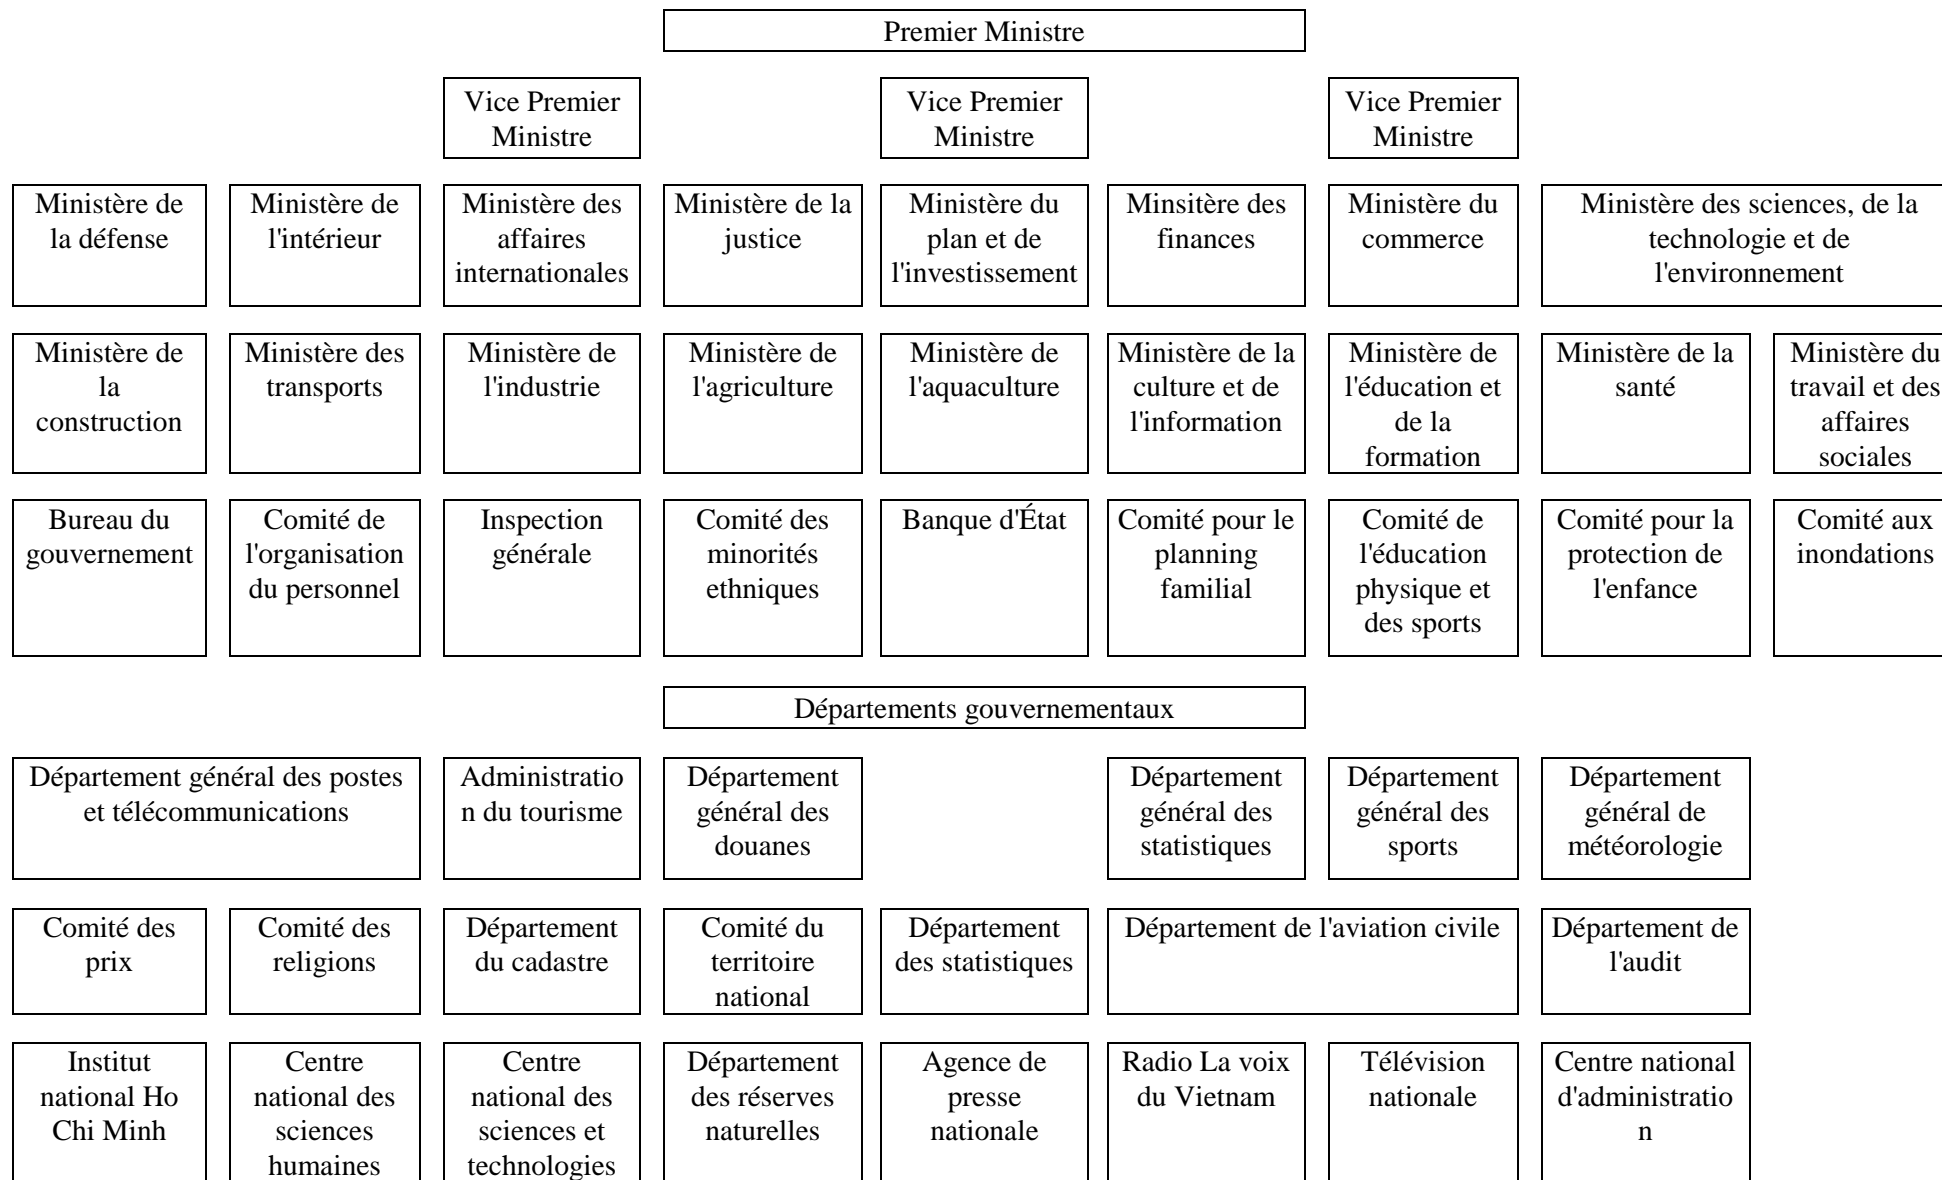 Premier Ministre
Vice Premier
Ministre
Vice Premier
Ministre
Vice Premier
Ministre
Ministère de
la défense
Ministère de
l'intérieur
Ministère des
affaires
internationales
Ministère de la
justice
Ministère du
plan et de
l'investissement
Minsitère des
finances
Ministère du
commerce
Ministère des sciences, de la
technologie et de
l'environnement
Ministère de
la
construction
Ministère des
transports
Ministère de
l'industrie
Ministère de
l'agriculture
Ministère de
l'aquaculture
Ministère de la
culture et de
l'information
Ministère de
l'éducation et
de la
formation
Ministère de la
santé
Ministère du
travail et des
affaires
sociales
Bureau du
gouvernement
Comité de
l'organisation
du personnel
Inspection
générale
Comité des
minorités
ethniques
Banque d'État
Comité pour le
planning
familial
Comité de
l'éducation
physique et
des sports
Comité pour la
protection de
l'enfance
Comité aux
inondations
Départements gouvernementaux
Département général des postes
et télécommunications
Administratio
n du tourisme
Département
général des
douanes
Département
général des
statistiques
Département
général des
sports
Département
général de
météorologie
Comité des
prix
Comité des
religions
Département
du cadastre
Comité du
territoire
national
Département
des statistiques
Département de l'aviation civile
Département de
l'audit
Institut
national Ho
Chi Minh
Centre
national des
sciences
humaines
Centre
national des
sciences et
technologies
Département
des réserves
naturelles
Agence de
presse
nationale
Radio La voix
du Vietnam
Télévision
nationale
Centre national
d'administratio
n